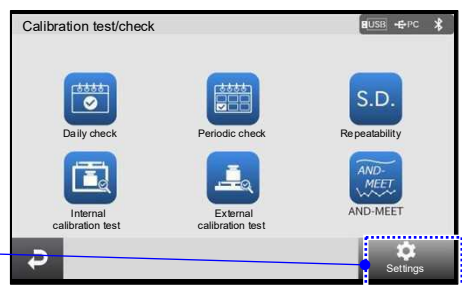 Calibration test/check
USB PC
Daily check
Periodic check
S.D.
Repeatability
Internal
calibration test
External
calibration test
AND-
MEET
AND-MEET
Settings